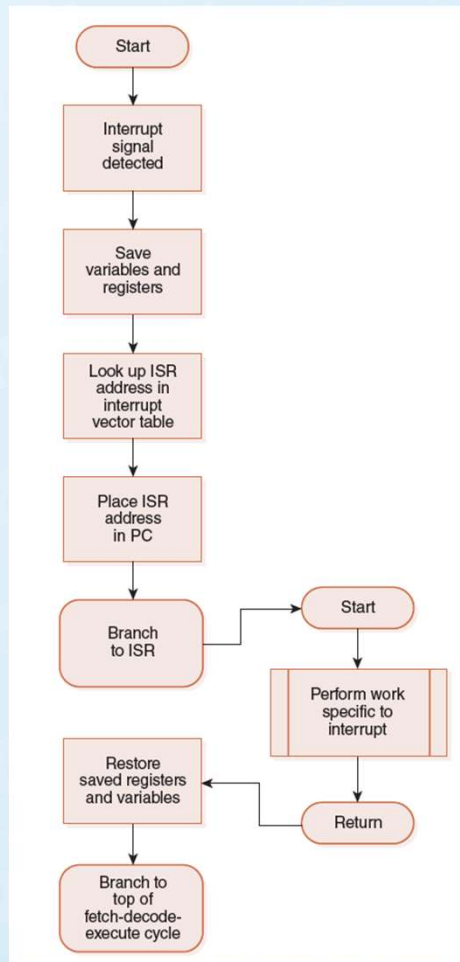 Start
Interrupt
signal
detected
Save
variables and
registers
Look up ISR
address in
interrupt
vector table
Place ISR
address
in PC
Branch
to ISR
Start
Perform work
specific to
interrupt
Return
Restore
saved registers
and variables
Branch to
top of
fetch-decode-
execute cycle